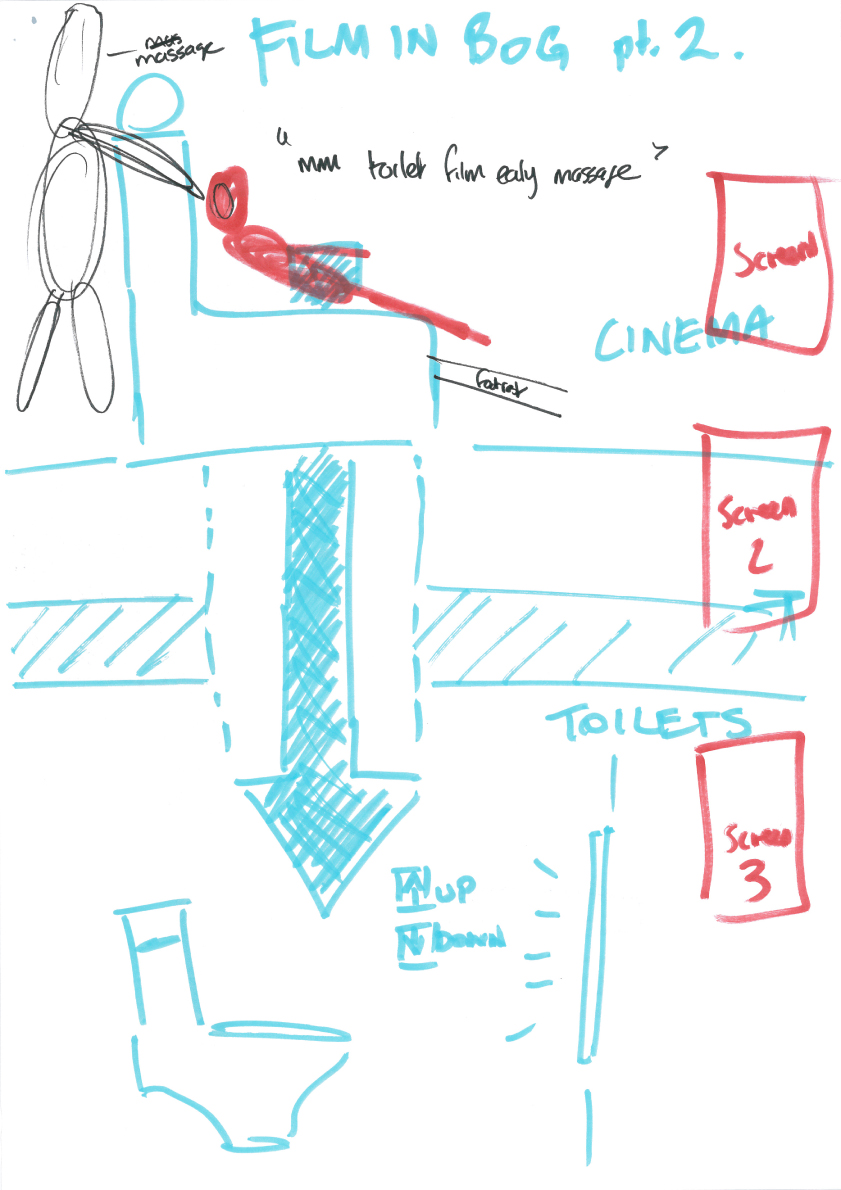 FILM IN BOG pt. 2.
massage
"mm toilet film early massage"
Screen
CINEMA
footrest
Screen
2
TOILETS
Screen
3
UP
DOWN